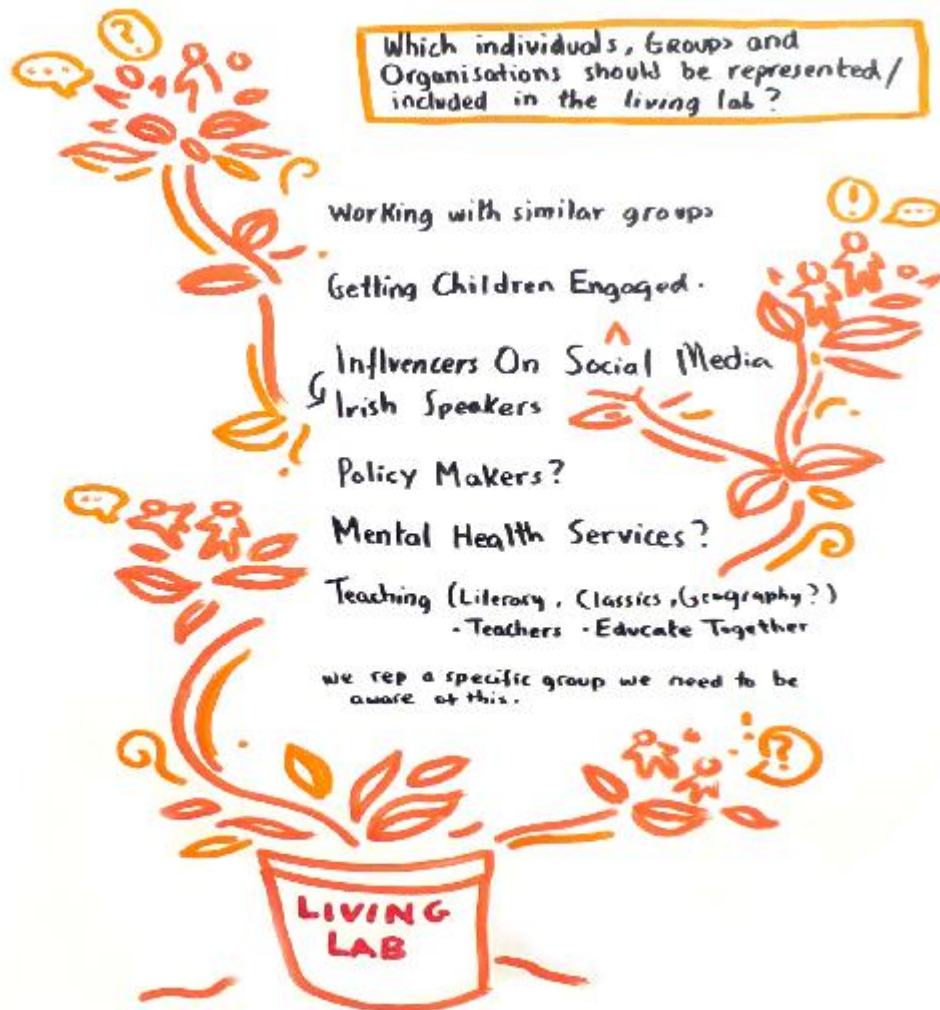 Which individuals, Groups and
Organisations should be represented/
included in the living lab?
?
...
Working with similar groups
!
...
Getting Children Engaged.
Influencers On Social Media
Irish Speakers
Policy Makers?
...
Mental Health Services?
Teaching (Literacy, Classics, Geography?)
- Teachers - Educate Together
we rep a specific group we need to be
aware of this.
?
LIVING
LAB